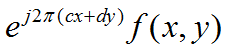 e^{j2π(cx+dy)} f(x, y)